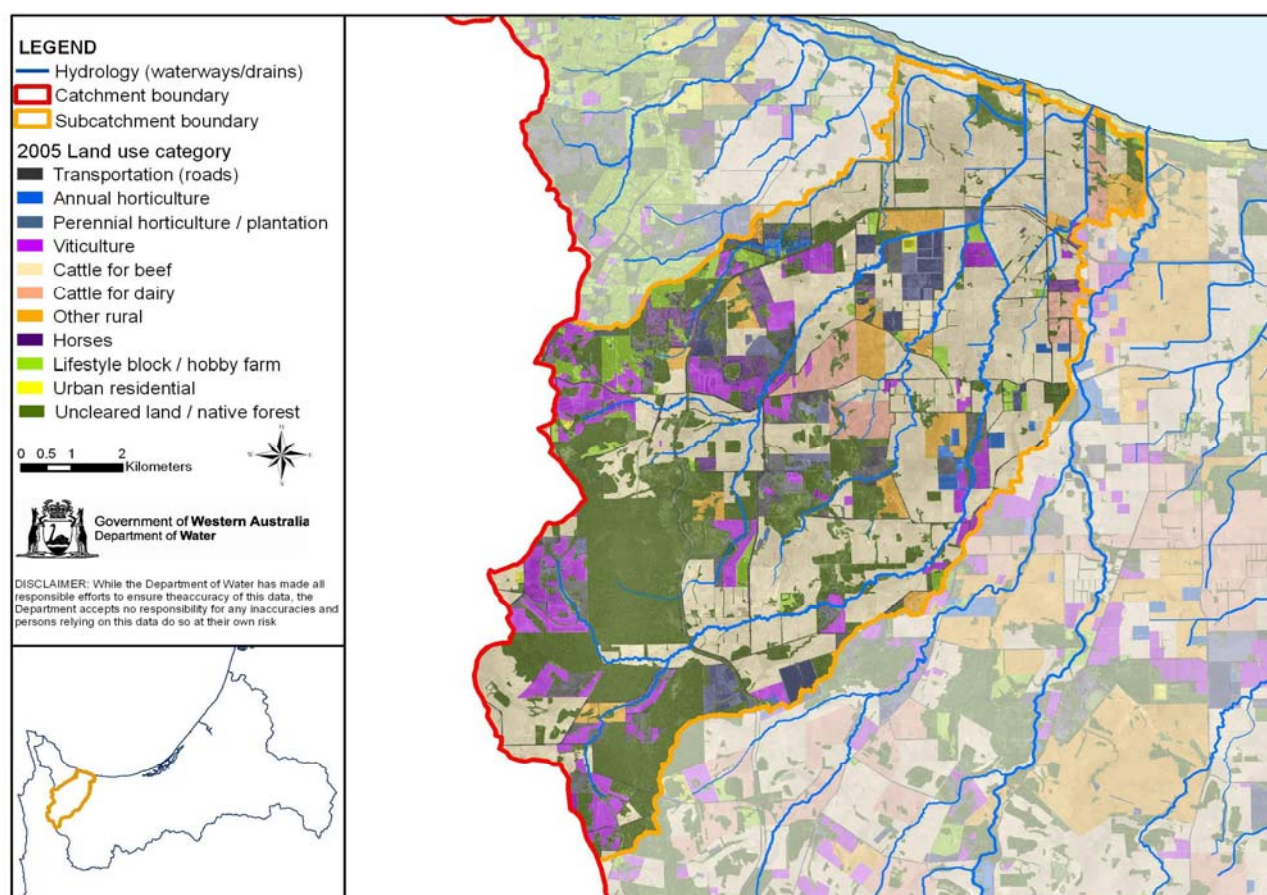 LEGEND
Hydrology (waterways/drains)
Catchment boundary
Subcatchment boundary
2005 Land use category
Transportation (roads)
Annual horticulture
Perennial horticulture / plantation
Viticulture
Cattle for beef
Cattle for dairy
Other rural
Horses
Lifestyle block / hobby farm
Urban residential
Uncleared land / native forest
0 0.5 1 2
Kilometers
N
W E
S
Government of Western Australia
Department of Water
DISCLAIMER: While the Department of Water has made all
responsible efforts to ensure theaccuracy of this data, the
Department accepts no responsibility for any inaccuracies and
persons relying on this data do so at their own risk